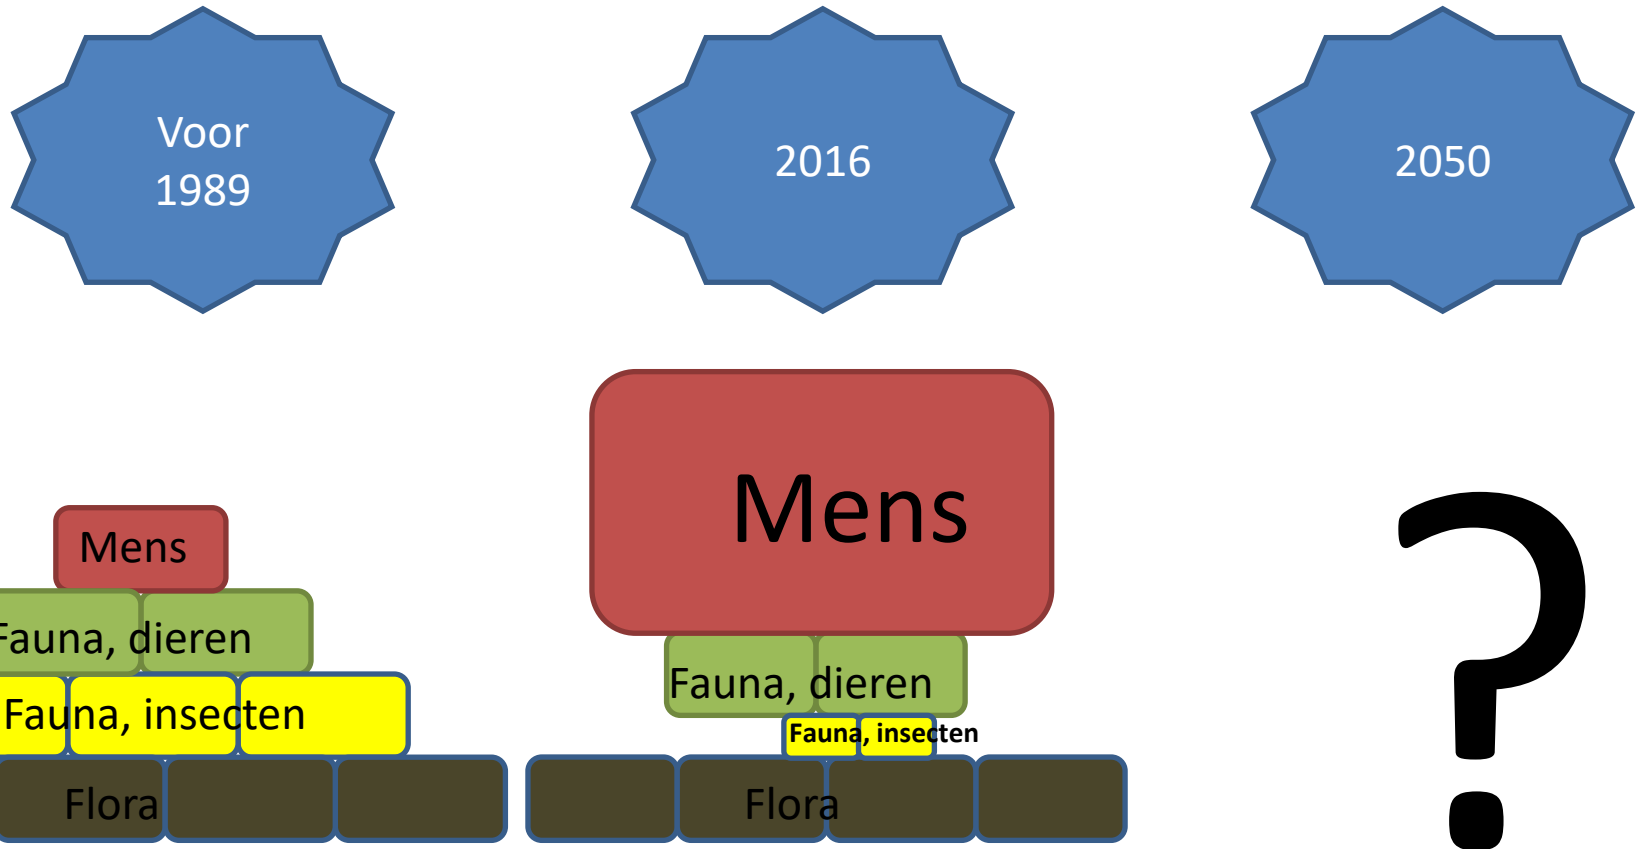 Voor
1989
2016
2050
Mens
Fauna, dieren
Fauna, insecten
Flora
Mens
Fauna, dieren
Fauna, insecten
Flora
?